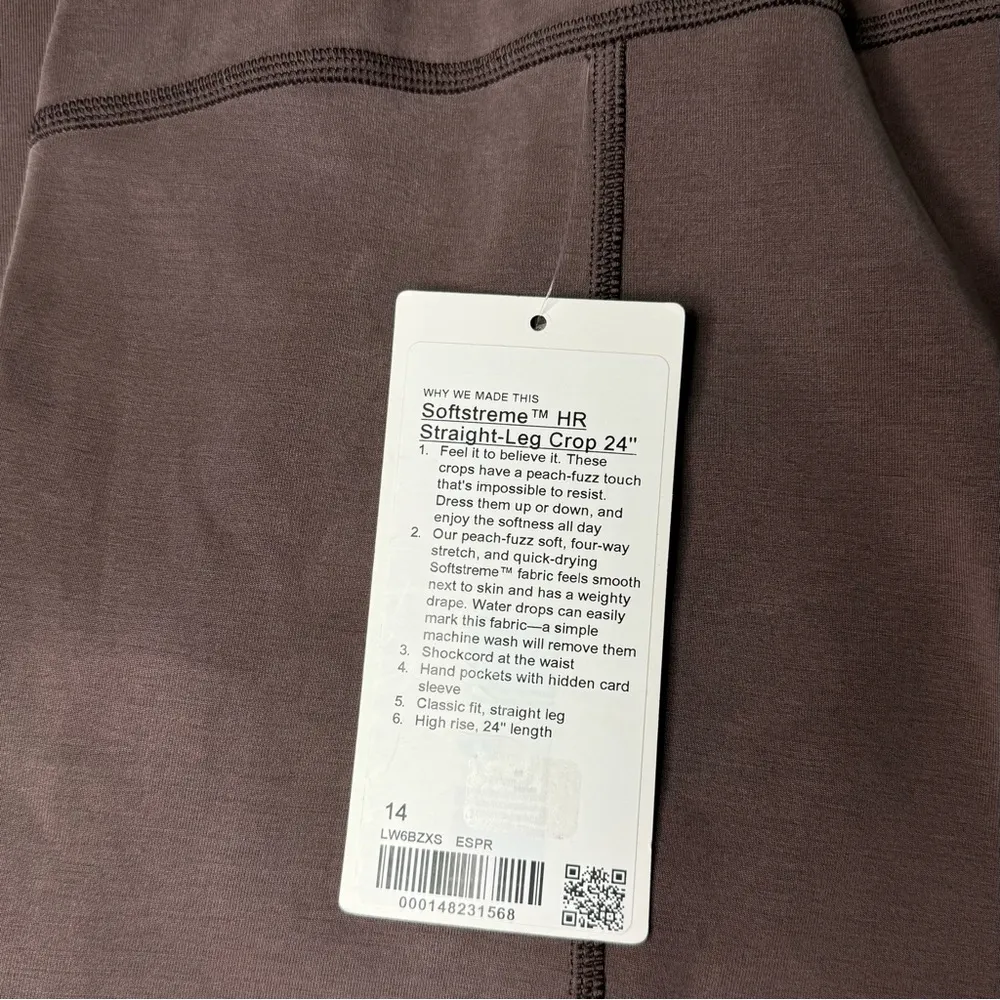 WHY WE MADE THIS
Softstreme™ HR
Straight-Leg Crop 24"
1. Feel it to believe it. These
crops have a peach-fuzz touch
that's impossible to resist.
Dress them up or down, and
enjoy the softness all day
2. Our peach-fuzz soft, four-way
stretch, and quick-drying
Softstreme™ fabric feels smooth
next to skin and has a weighty
drape. Water drops can easily
mark this fabric—a simple
machine wash will remove them
3. Shockcord at the waist
4. Hand pockets with hidden card
sleeve
5. Classic fit, straight leg
6. High rise, 24" length
14
LW6BZXS ESPR
000148231568